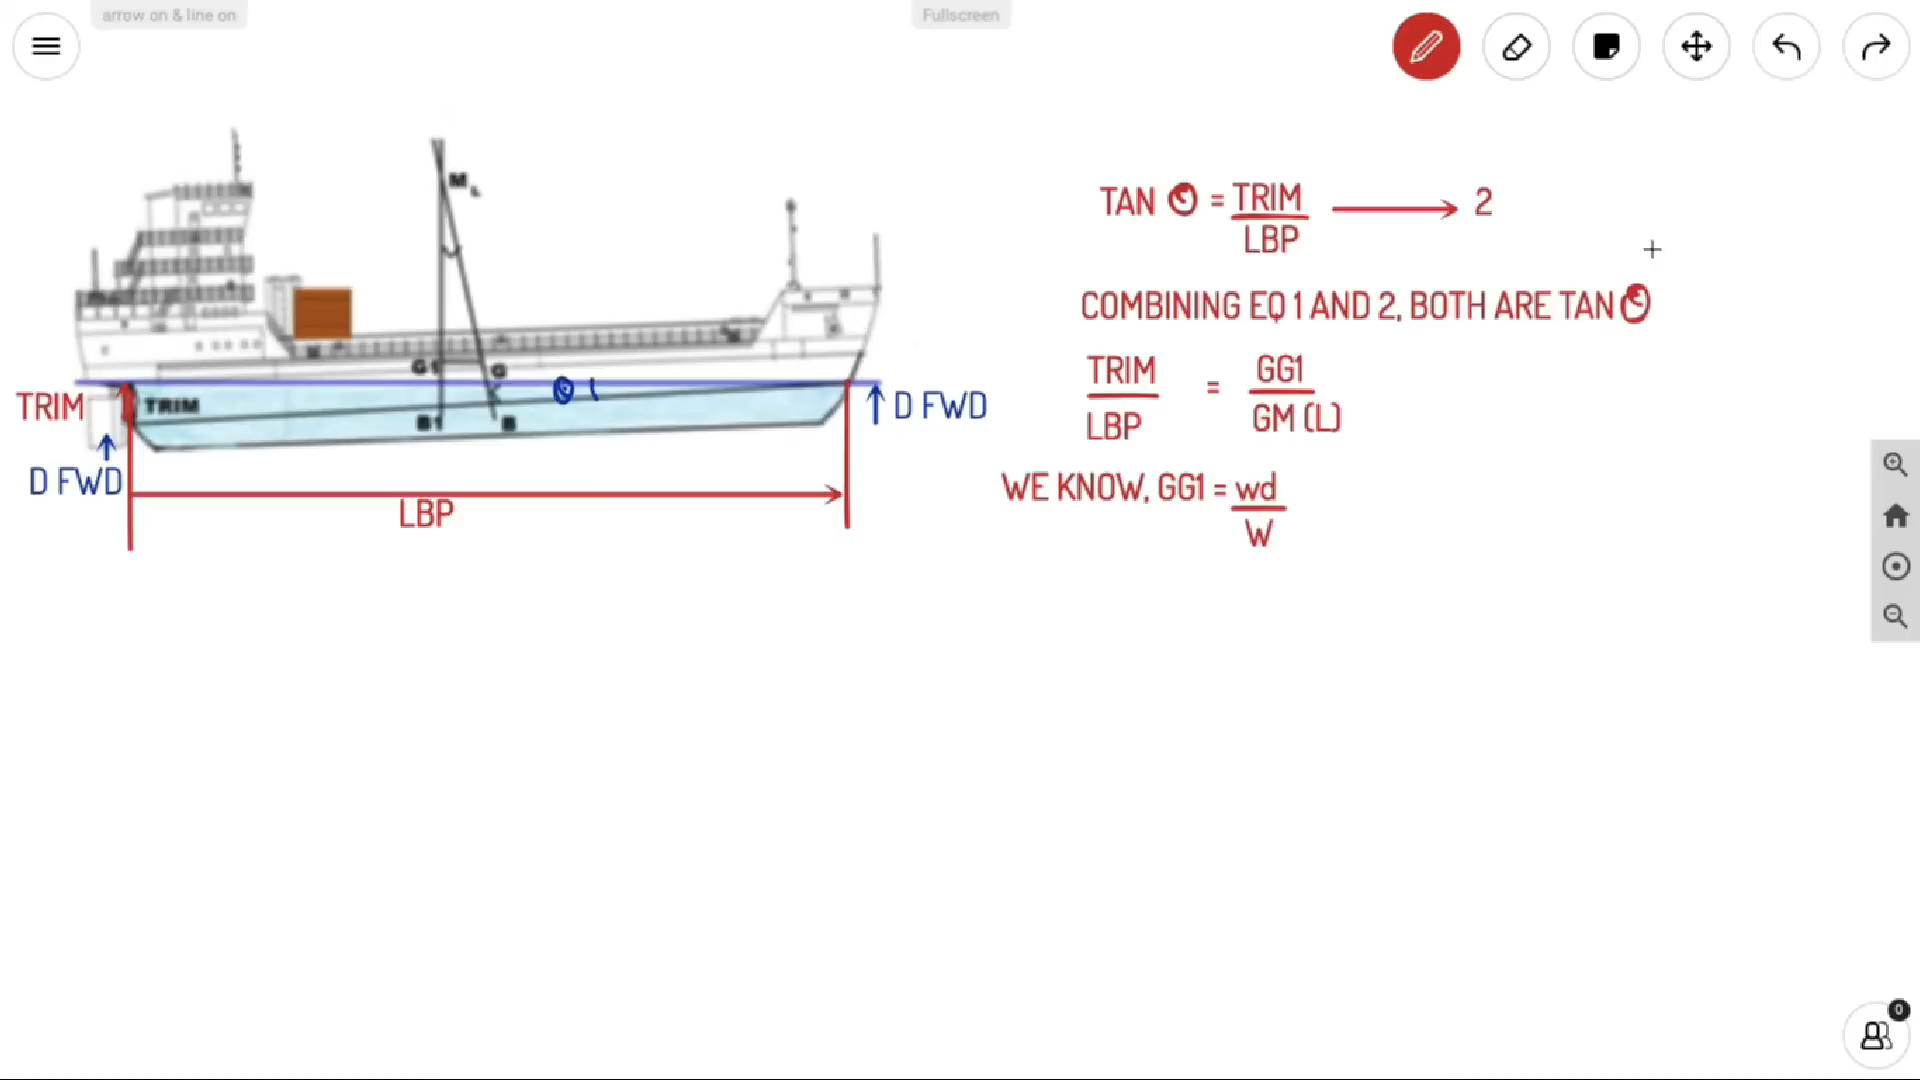 arrow on & line on
Fullscreen
M L
G1
G
TRIM
TRIM
B1
B
D FWD
D FWD
LBP
TAN Θ = TRIM
LBP
2
COMBINING EQ 1 AND 2, BOTH ARE TAN Θ
TRIM = GG1
LBP GM (L)
WE KNOW, GG1 = wd
W
0